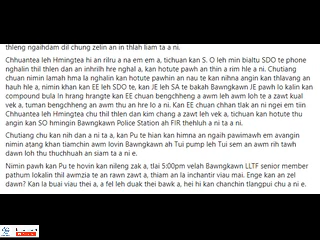 thleng ngaihdam dil chung zelin an in thlah liam ta a ni.
Chhuantea leh Hmingtea hi an rilru a na em em a, tichuan kan S. O leh min bialtu SDO te phone
nghalin thil thlen dan an inhrilh hre nghal a, kan hotute pawh an thin a rim hle a ni. Chutiang
chuan nimin lamah hma la nghalin kan hotute pawhin an nau te kan nihna angin kan thlavang an
hauh hle a, nimin khan kan EE leh kan SDO te, kan JE leh SA te bakah Bawngkawn JE pawh lo kalin kan
compound bula In hrang hrangte kan EE chuan bengchheng a awm leh awm loh te a zawt kual
vek a, tuman bengchheng an awm thu an hre lo a ni. Kan EE chuan chhan tlak an ni ngei em tiin
Chhuantea leh Hmingtea chu thil thlen dan kim chang a zawt leh vek a, tichuan kan hotute thu
angin kan SO hmingin Bawngkawn Police Station ah FIR thehluh a ni ta a ni.
Chutiang chu kan nih dan a ni ta a, kan Pu te hian kan himna an ngaih pawimawh em avangin
nimin atang khan tiamchin awm lovin Bawngkawn ah Tui pump leh Tui sem an awm rih tawh
dawn loh thu thuchhuah an siam ta a ni e.
Nimin pawh kan Pu te hovin kan nileng zak a, tlai 5:00pm velah Bawngkawn LLTF senior member
pathum lokalin thil awmzia te an rawn zawt a, thiam an la inchantir viau mai. Enge kan an zel
dawn? Kan la buai viau thei a, a fel leh duak thei bawk a, hei hi kan chanchin tlangpui chu a ni e.